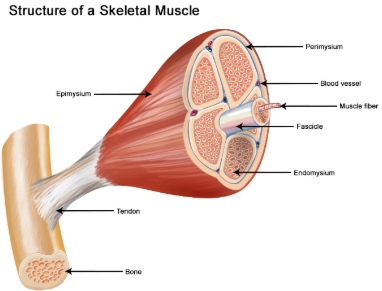 Structure of a Skeletal Muscle
Perimysium
Blood vessel
Epimysium
Muscle fiber
Fascicle
Endomysium
Tendon
Bone